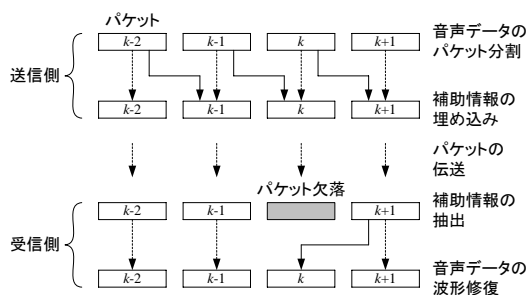 パケット
k-2
k-1
k
k+1
音声データの
パケット分割
送信側
k-2
k-1
k
k+1
補助情報の
埋め込み
パケットの
伝送
パケット欠落
k-2
k-1
k+1
補助情報の
抽出
受信側
k-2
k-1
k
k+1
音声データの
波形修復